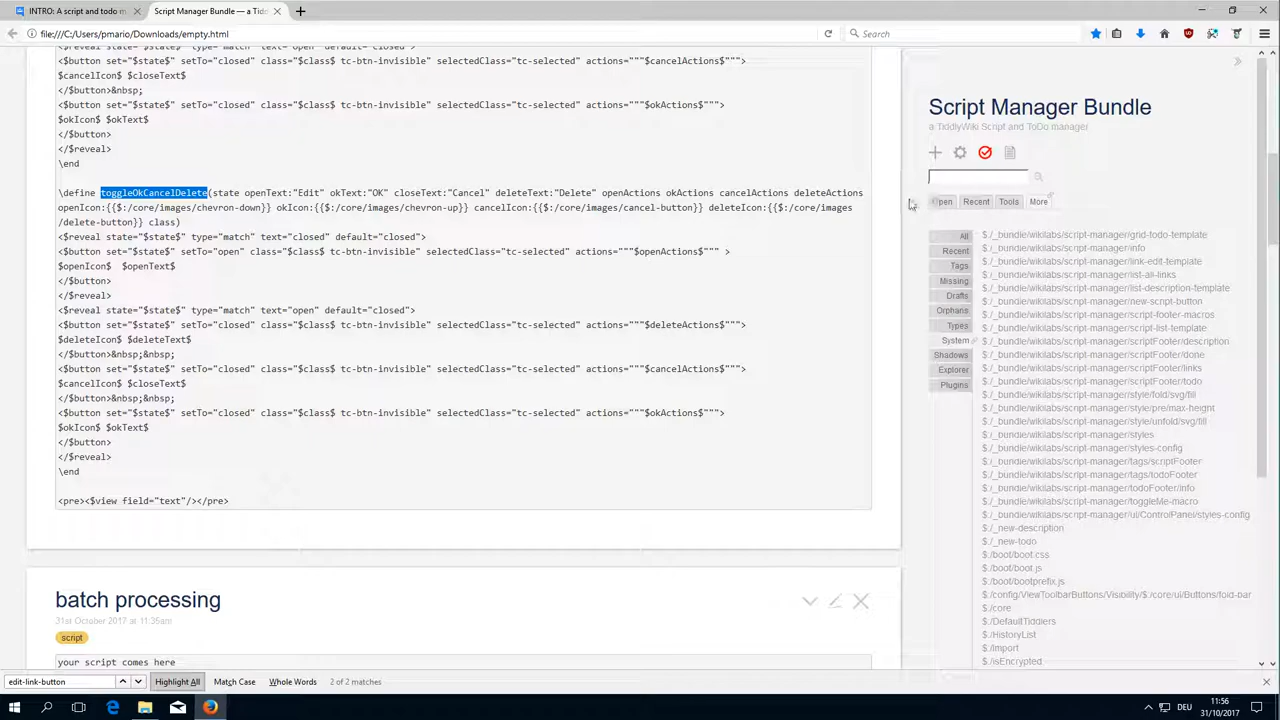 INTRO: A script and todo m
Script Manager Bundle — a Tiddl
file:///C:/Users/pmario/Downloads/empty.html
Search
<$reveal state="$state$" type="match" text="open" default="closed">
<$button set="$state$" setTo="closed" class="$class$ tc-btn-invisible" selectedClass="tc-selected" actions="""$cancelActions$""">
$cancelIcon$ $closeText$
</$button>&nbsp;
<$button set="$state$" setTo="closed" class="$class$ tc-btn-invisible" selectedClass="tc-selected" actions="""$okActions$""">
$okIcon$ $okText$
</$button>
</$reveal>
\end
\define toggleOkCancelDelete(state openText:"Edit" okText:"OK" closeText:"Cancel" deleteText:"Delete" openActions okActions cancelActions deleteActions
openIcon:{{$:/core/images/chevron-down}} okIcon:{{$:/core/images/chevron-up}} cancelIcon:{{$:/core/images/cancel-button}} deleteIcon:{{$:/core/images
/delete-button}} class)
<$reveal state="$state$" type="match" text="closed" default="closed">
<$button set="$state$" setTo="open" class="$class$ tc-btn-invisible" selectedClass="tc-selected" actions="""$openActions$""" >
$openIcon$  $openText$
</$button>
</$reveal>
<$reveal state="$state$" type="match" text="open" default="closed">
<$button set="$state$" setTo="closed" class="$class$ tc-btn-invisible" selectedClass="tc-selected" actions="""$deleteActions$""">
$deleteIcon$ $deleteText$
</$button>&nbsp;&nbsp;
<$button set="$state$" setTo="closed" class="$class$ tc-btn-invisible" selectedClass="tc-selected" actions="""$cancelActions$""">
$cancelIcon$ $closeText$
</$button>&nbsp;&nbsp;
<$button set="$state$" setTo="closed" class="$class$ tc-btn-invisible" selectedClass="tc-selected" actions="""$okActions$""">
$okIcon$ $okText$
</$button>
</$reveal>
\end
<pre><$view field="text"/></pre>
batch processing
31st October 2017 at 11:35am
script
your script comes here
Script Manager Bundle
a TiddlyWiki Script and ToDo manager
Open Recent Tools More
All
Recent
Tags
Missing
Drafts
Orphans
Types
System
Shadows
Explorer
Plugins
$:/_bundle/wikilabs/script-manager/grid-todo-template
$:/_bundle/wikilabs/script-manager/info
$:/_bundle/wikilabs/script-manager/link-edit-template
$:/_bundle/wikilabs/script-manager/list-all-links
$:/_bundle/wikilabs/script-manager/list-description-template
$:/_bundle/wikilabs/script-manager/new-script-button
$:/_bundle/wikilabs/script-manager/script-footer-macros
$:/_bundle/wikilabs/script-manager/script-list-template
$:/_bundle/wikilabs/script-manager/scriptFooter/description
$:/_bundle/wikilabs/script-manager/scriptFooter/done
$:/_bundle/wikilabs/script-manager/scriptFooter/links
$:/_bundle/wikilabs/script-manager/scriptFooter/todo
$:/_bundle/wikilabs/script-manager/style/fold/svg/fill
$:/_bundle/wikilabs/script-manager/style/pre/max-height
$:/_bundle/wikilabs/script-manager/style/unfold/svg/fill
$:/_bundle/wikilabs/script-manager/styles
$:/_bundle/wikilabs/script-manager/styles-config
$:/_bundle/wikilabs/script-manager/tags/scriptFooter
$:/_bundle/wikilabs/script-manager/tags/todoFooter
$:/_bundle/wikilabs/script-manager/todoFooter/info
$:/_bundle/wikilabs/script-manager/toggleMe-macro
$:/_bundle/wikilabs/script-manager/ui/ControlPanel/styles-config
$:/_new-description
$:/_new-todo
$:/boot/boot.css
$:/boot/boot.js
$:/boot/bootprefix.js
$:/config/ViewToolbarButtons/Visibility/$:/core/ui/Buttons/fold-bar
$:/core
$:/DefaultTiddlers
$:/HistoryList
$:/Import
$:/isEncrypted
edit-link-button
Highlight All
Match Case
Whole Words
2 of 2 matches
DEU
11:56
31/10/2017